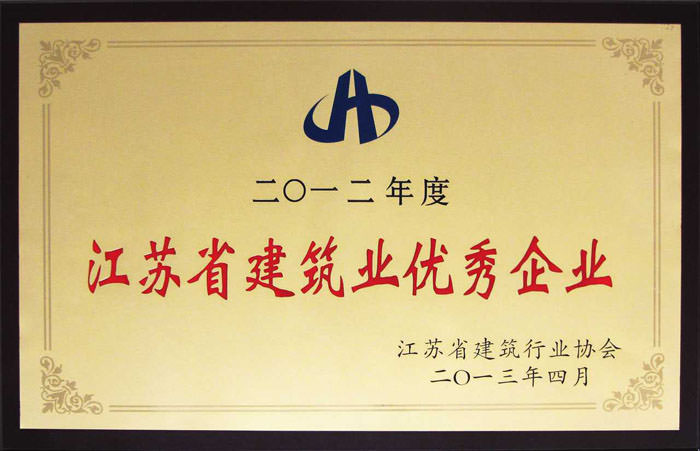 二〇一二年度
江苏省建筑业优秀企业
江苏省建筑行业协会
二〇一三年四月